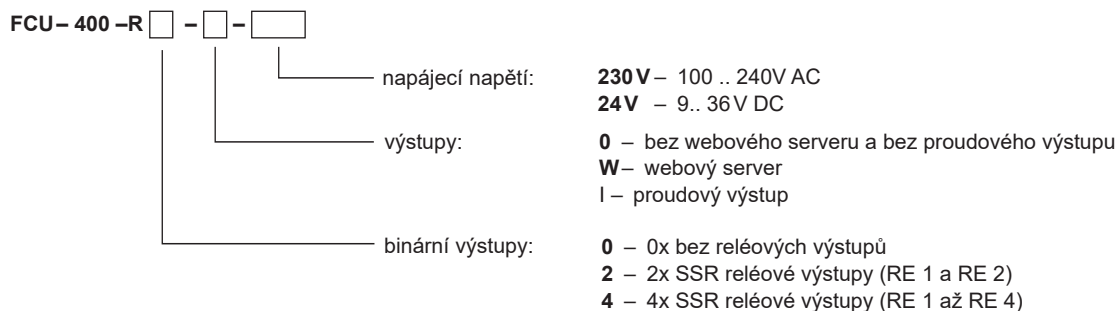 FCU– 400 –R – –
napájecí napětí: 230 V – 100 .. 240V AC
24V – 9.. 36 V DC
výstupy: 0 – bez webového serveru a bez proudového výstupu
W – webový server
I – proudový výstup
binární výstupy: 0 – 0x bez reléových výstupů
2 – 2x SSR reléové výstupy (RE 1 a RE 2)
4 – 4x SSR reléové výstupy (RE 1 až RE 4)